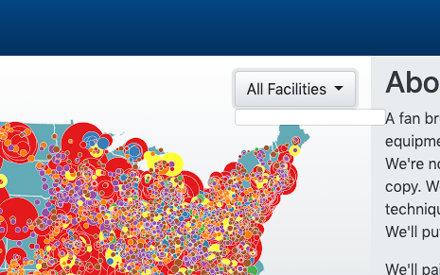 All Facilities
Abo
A fan br
equipme
We're no
copy. W
techniqu
We'll pu
We'll pa